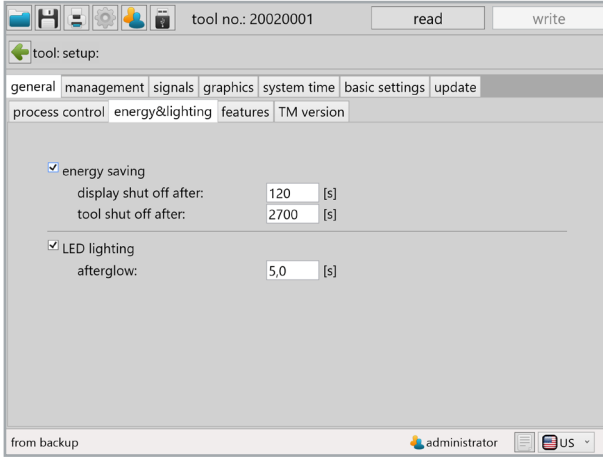 tool no.: 20020001 read write
tool: setup:
general management signals graphics system time basic settings update
process control energy&lighting features TM version
energy saving
display shut off after: 120 [s]
tool shut off after: 2700 [s]
LED lighting
afterglow: 5,0 [s]
from backup administrator US